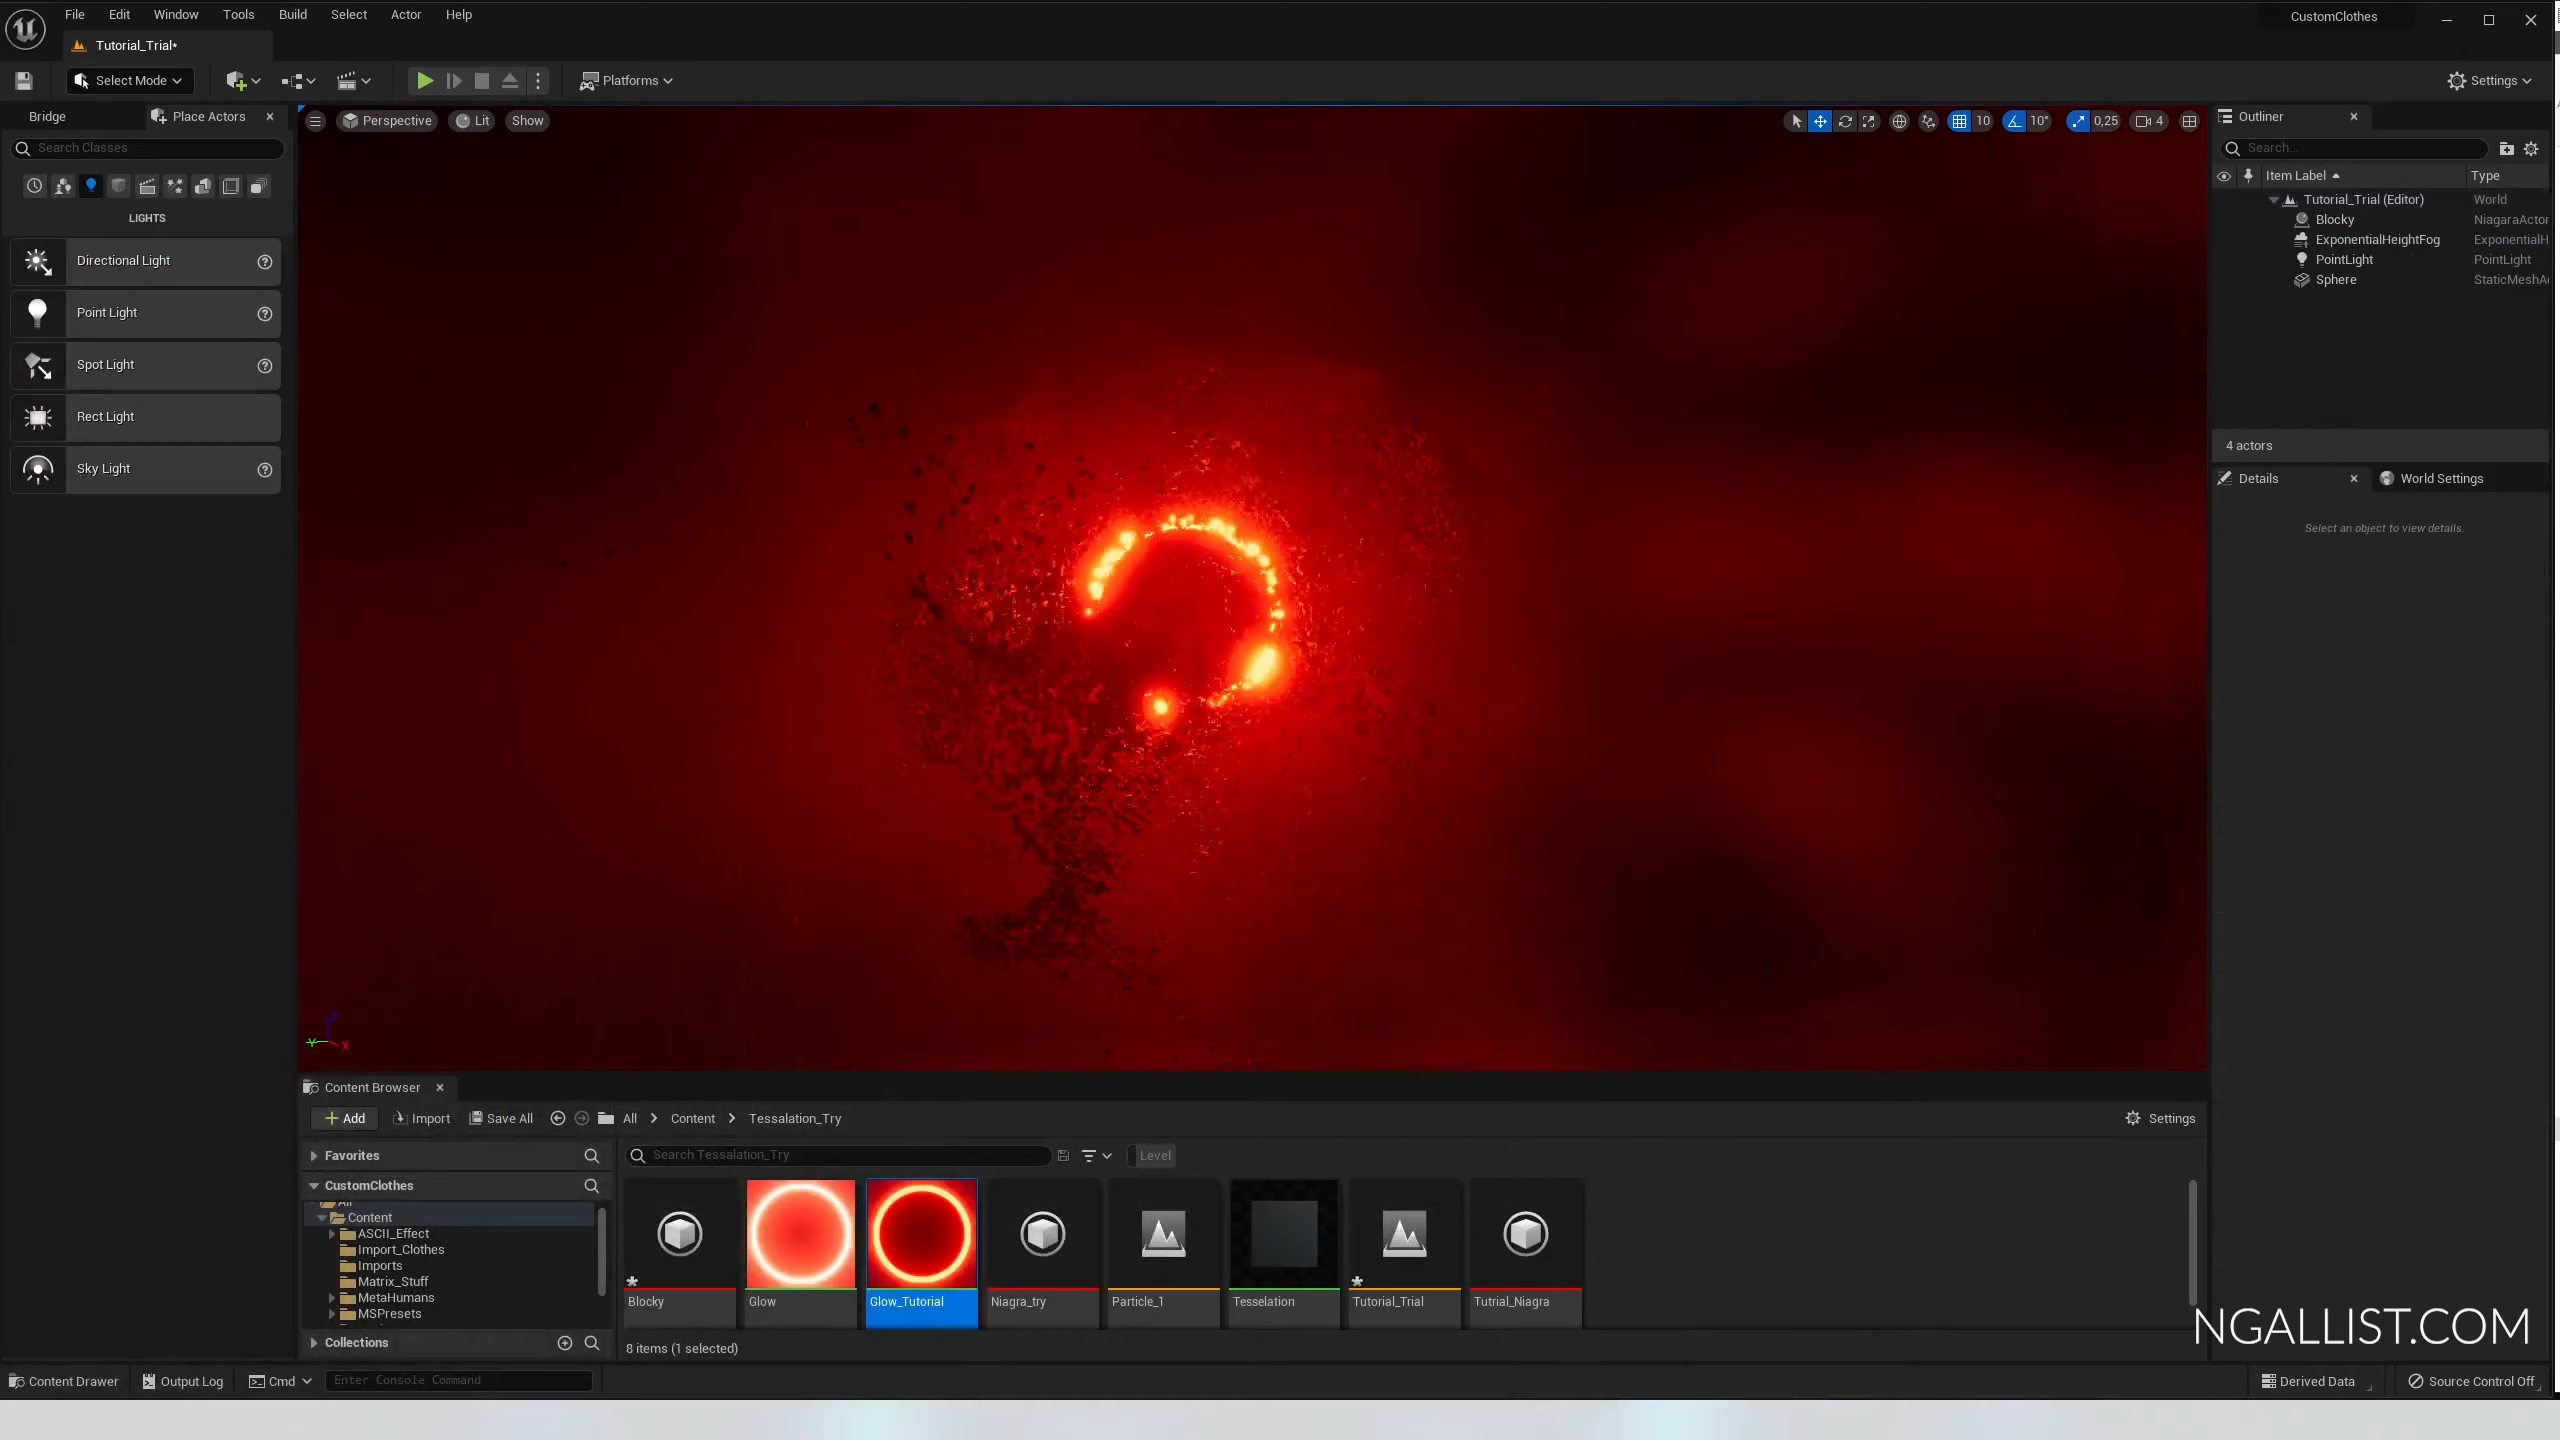 File Edit Window Tools Build Select Actor Help
CustomClothes
Tutorial_Trial*
Select Mode
Platforms
Settings
Bridge
Place Actors
Search Classes
LIGHTS
Directional Light
Point Light
Spot Light
Rect Light
Sky Light
Perspective Lit Show
10 10° 0,25 4
Outliner
Search...
Item Label Type
Tutorial_Trial (Editor) World
Blocky NiagaraActor
ExponentialHeightFog ExponentialH
PointLight PointLight
Sphere StaticMeshA
4 actors
Details World Settings
Select an object to view details.
Z
Y X
Content Browser
Add Import Save All All Content Tessalation_Try Settings
Favorites
Search Tessalation_Try
Level
CustomClothes
All
Content
ASCII_Effect
Import_Clothes
Imports
Matrix_Stuff
MetaHumans
MSPresets
Collections
Blocky
Glow
Glow_Tutorial
Niagra_try
Particle_1
Tesselation
Tutorial_Trial
Tutrial_Niagra
8 items (1 selected)
NGALLIST.COM
Content Drawer Output Log Cmd Enter Console Command Derived Data Source Control Off